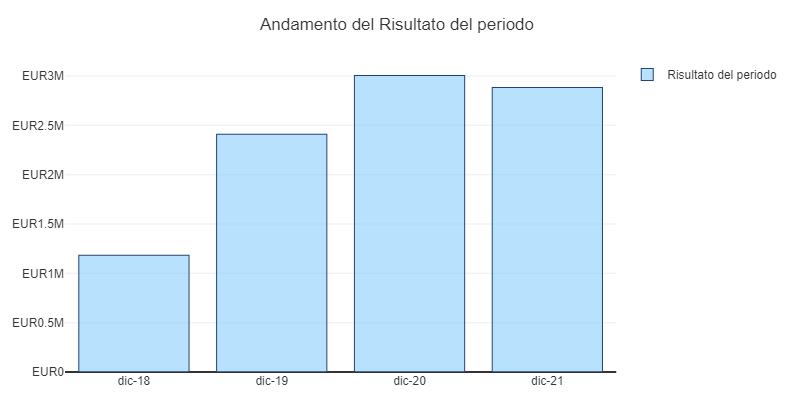 Andamento del Risultato del periodo
Risultato del periodo
EUR3M
EUR2.5M
EUR2M
EUR1.5M
EUR1M
EUR0.5M
EUR0
dic-18 dic-19 dic-20 dic-21